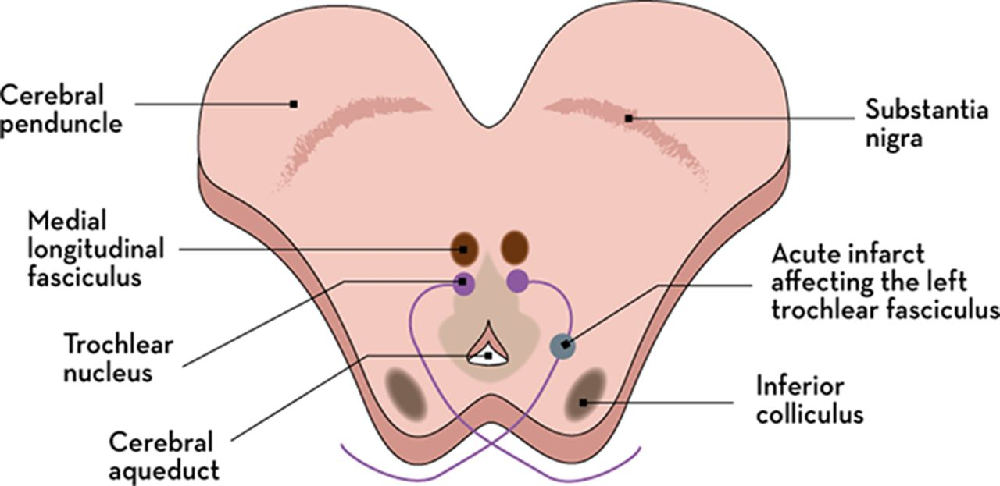 Cerebral
penduncle
Substantia
nigra
Medial
longitudinal
fasciculus
Acute infarct
affecting the left
trochlear fasciculus
Trochlear
nucleus
Inferior
colliculus
Cerebral
aqueduct